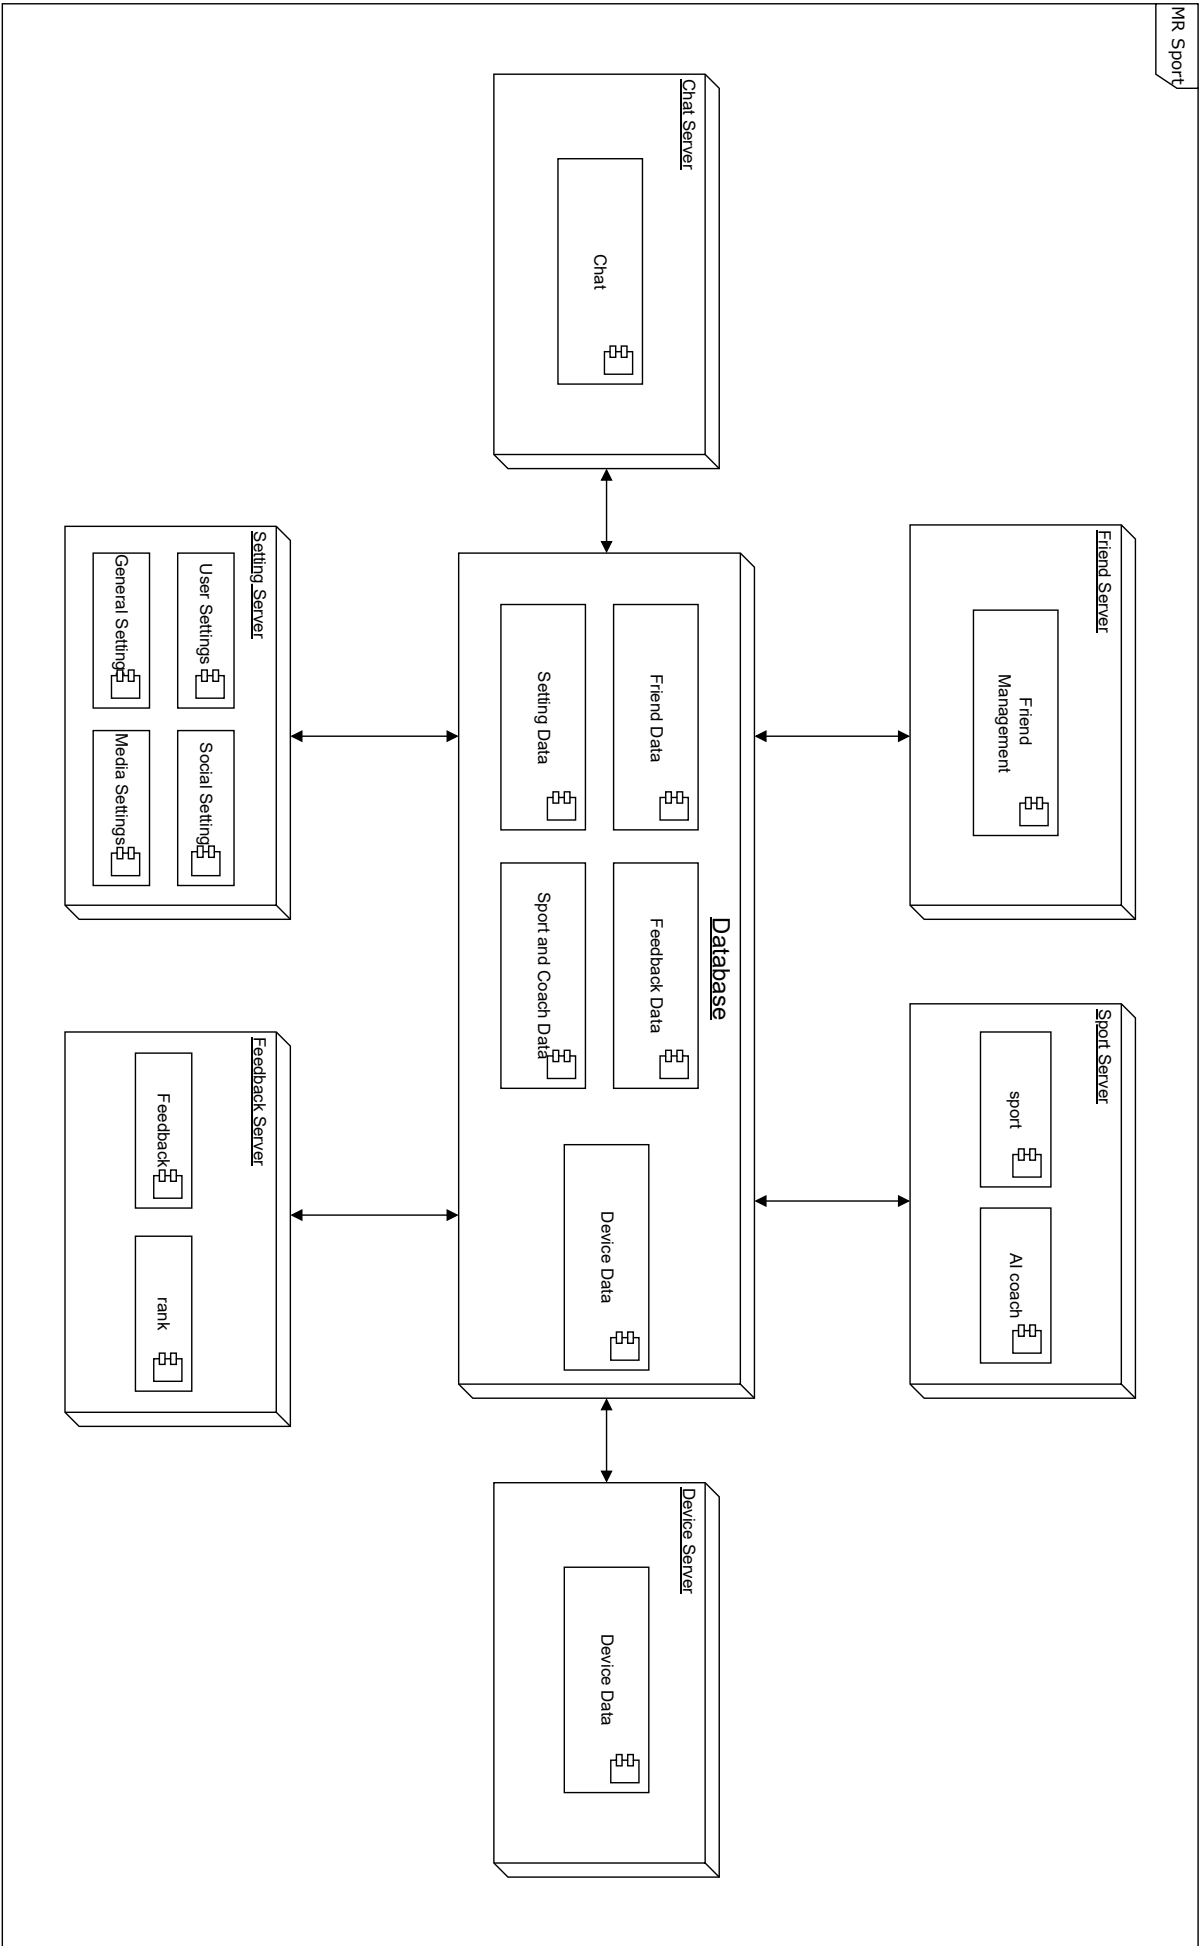 MR Sport
Friend Server
Friend
Management
Sport Server
sport
AI coach
Chat Server
Chat
Database
Friend Data
Feedback Data
Setting Data
Sport and Coach Data
Device Data
Device Server
Device Data
Setting Server
User Settings
Social Setting
General Setting
Media Settings
Feedback Server
Feedback
rank